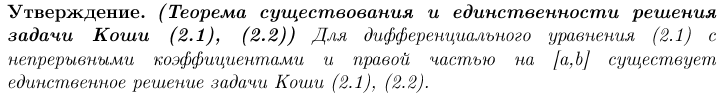 Утверждение. (Теорема существования и единственности решения
задачи Коши (2.1), (2.2)) Для дифференциального уравнения (2.1) с
непрерывными коэффициентами и правой частью на [a,b] существует
единственное решение задачи Коши (2.1), (2.2).